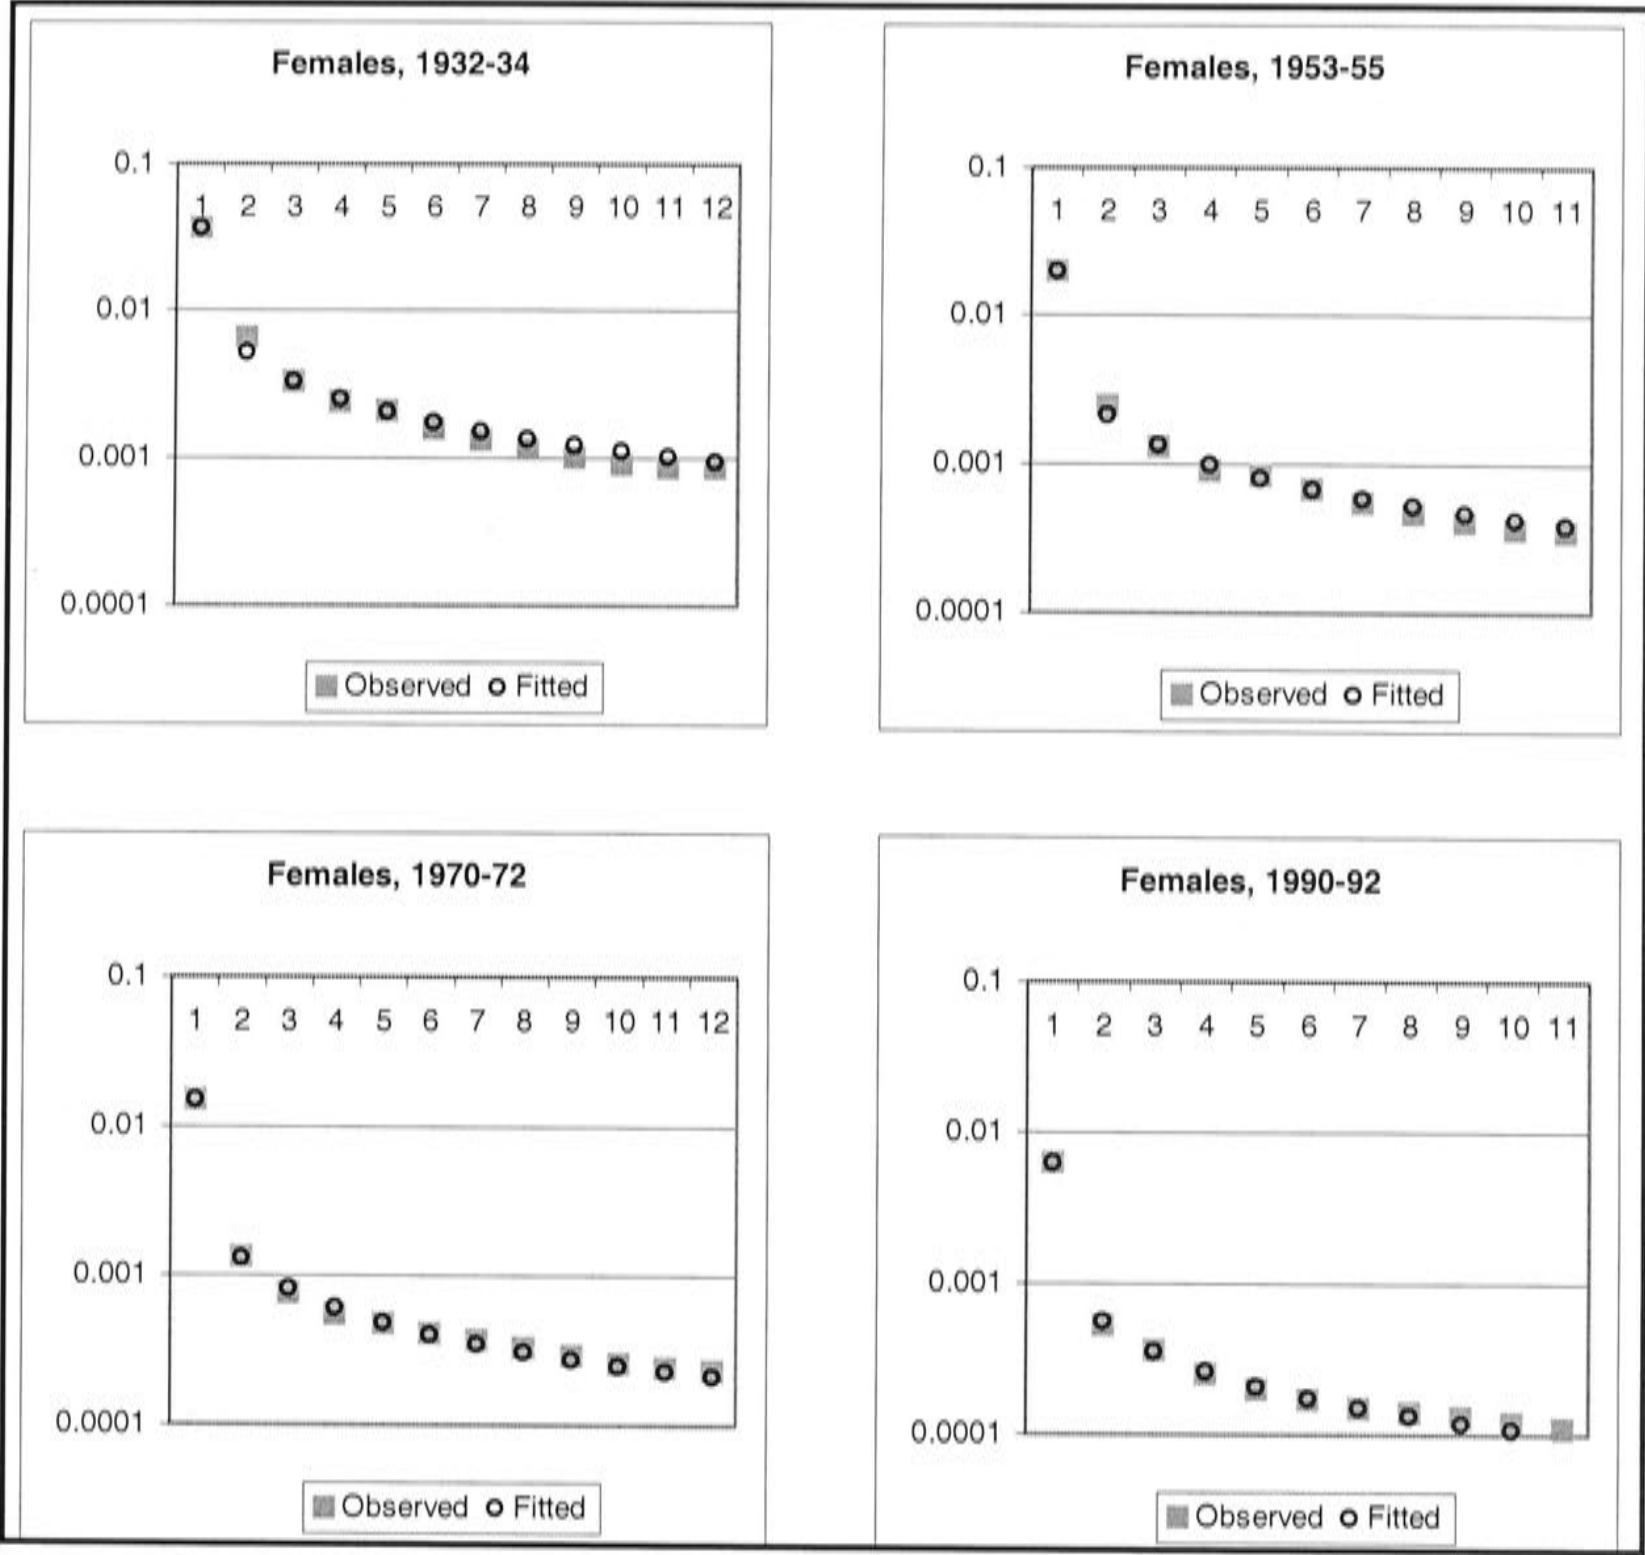 Females, 1932-34
0.1
1 2 3 4 5 6 7 8 9 10 11 12
0.01
0.001
0.0001
Observed Fitted
Females, 1953-55
0.1
1 2 3 4 5 6 7 8 9 10 11
0.01
0.001
0.0001
Observed Fitted
Females, 1970-72
0.1
1 2 3 4 5 6 7 8 9 10 11 12
0.01
0.001
0.0001
Observed Fitted
Females, 1990-92
0.1
1 2 3 4 5 6 7 8 9 10 11
0.01
0.001
0.0001
Observed Fitted